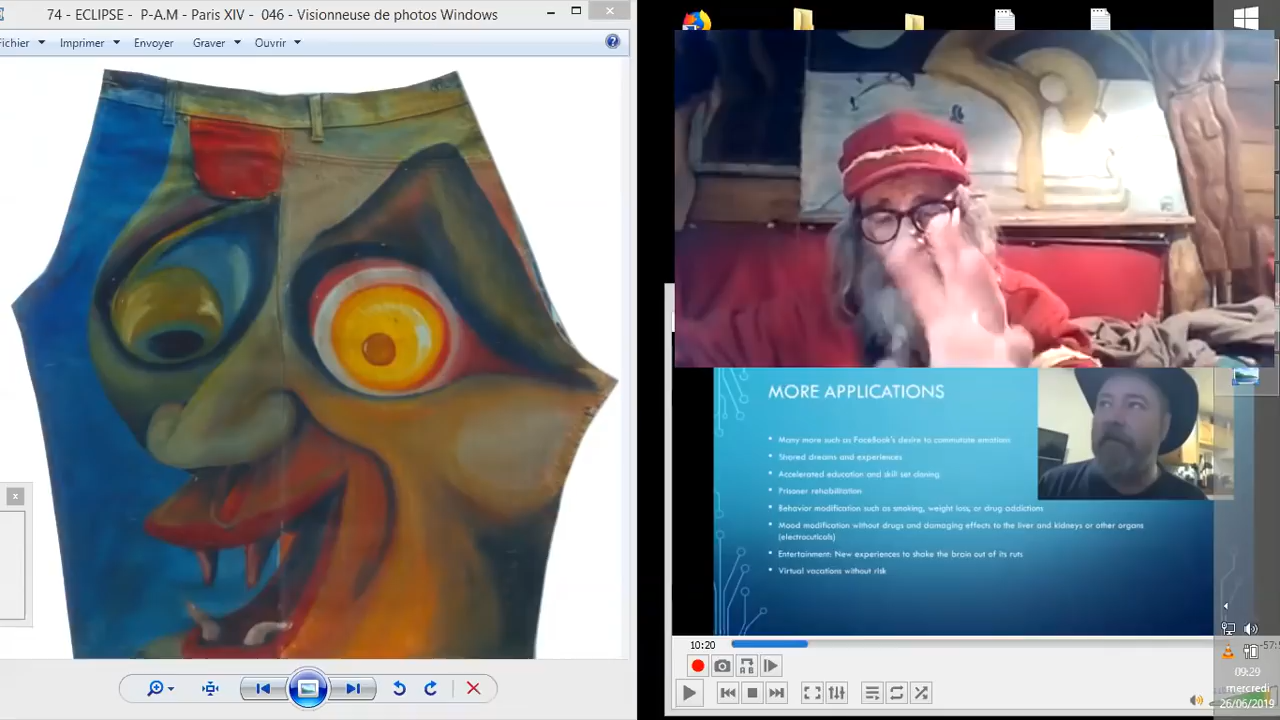 74 - ECLIPSE - P.A.M - Paris XIV - 046 - Visionneuse de photos Windows
Fichier Imprimer Envoye Graver Ouvrir
MORE APPLICATIONS
Many more such as FaceBook's desire to commutate emotions
Shared dreams and experiences
Accelerated education and skill set cloning
Prisoner rehabilitation
Behavior modification such as smoking, weight loss, or drug addictions
Mood modification without drugs and damaging effects to the liver and kidneys or other organs
(electrocuticals)
Entertainment: New experiences to shake the brain out of its ruts
Virtual vacations without risk
10:20
09:29
mercredi
26/06/2019